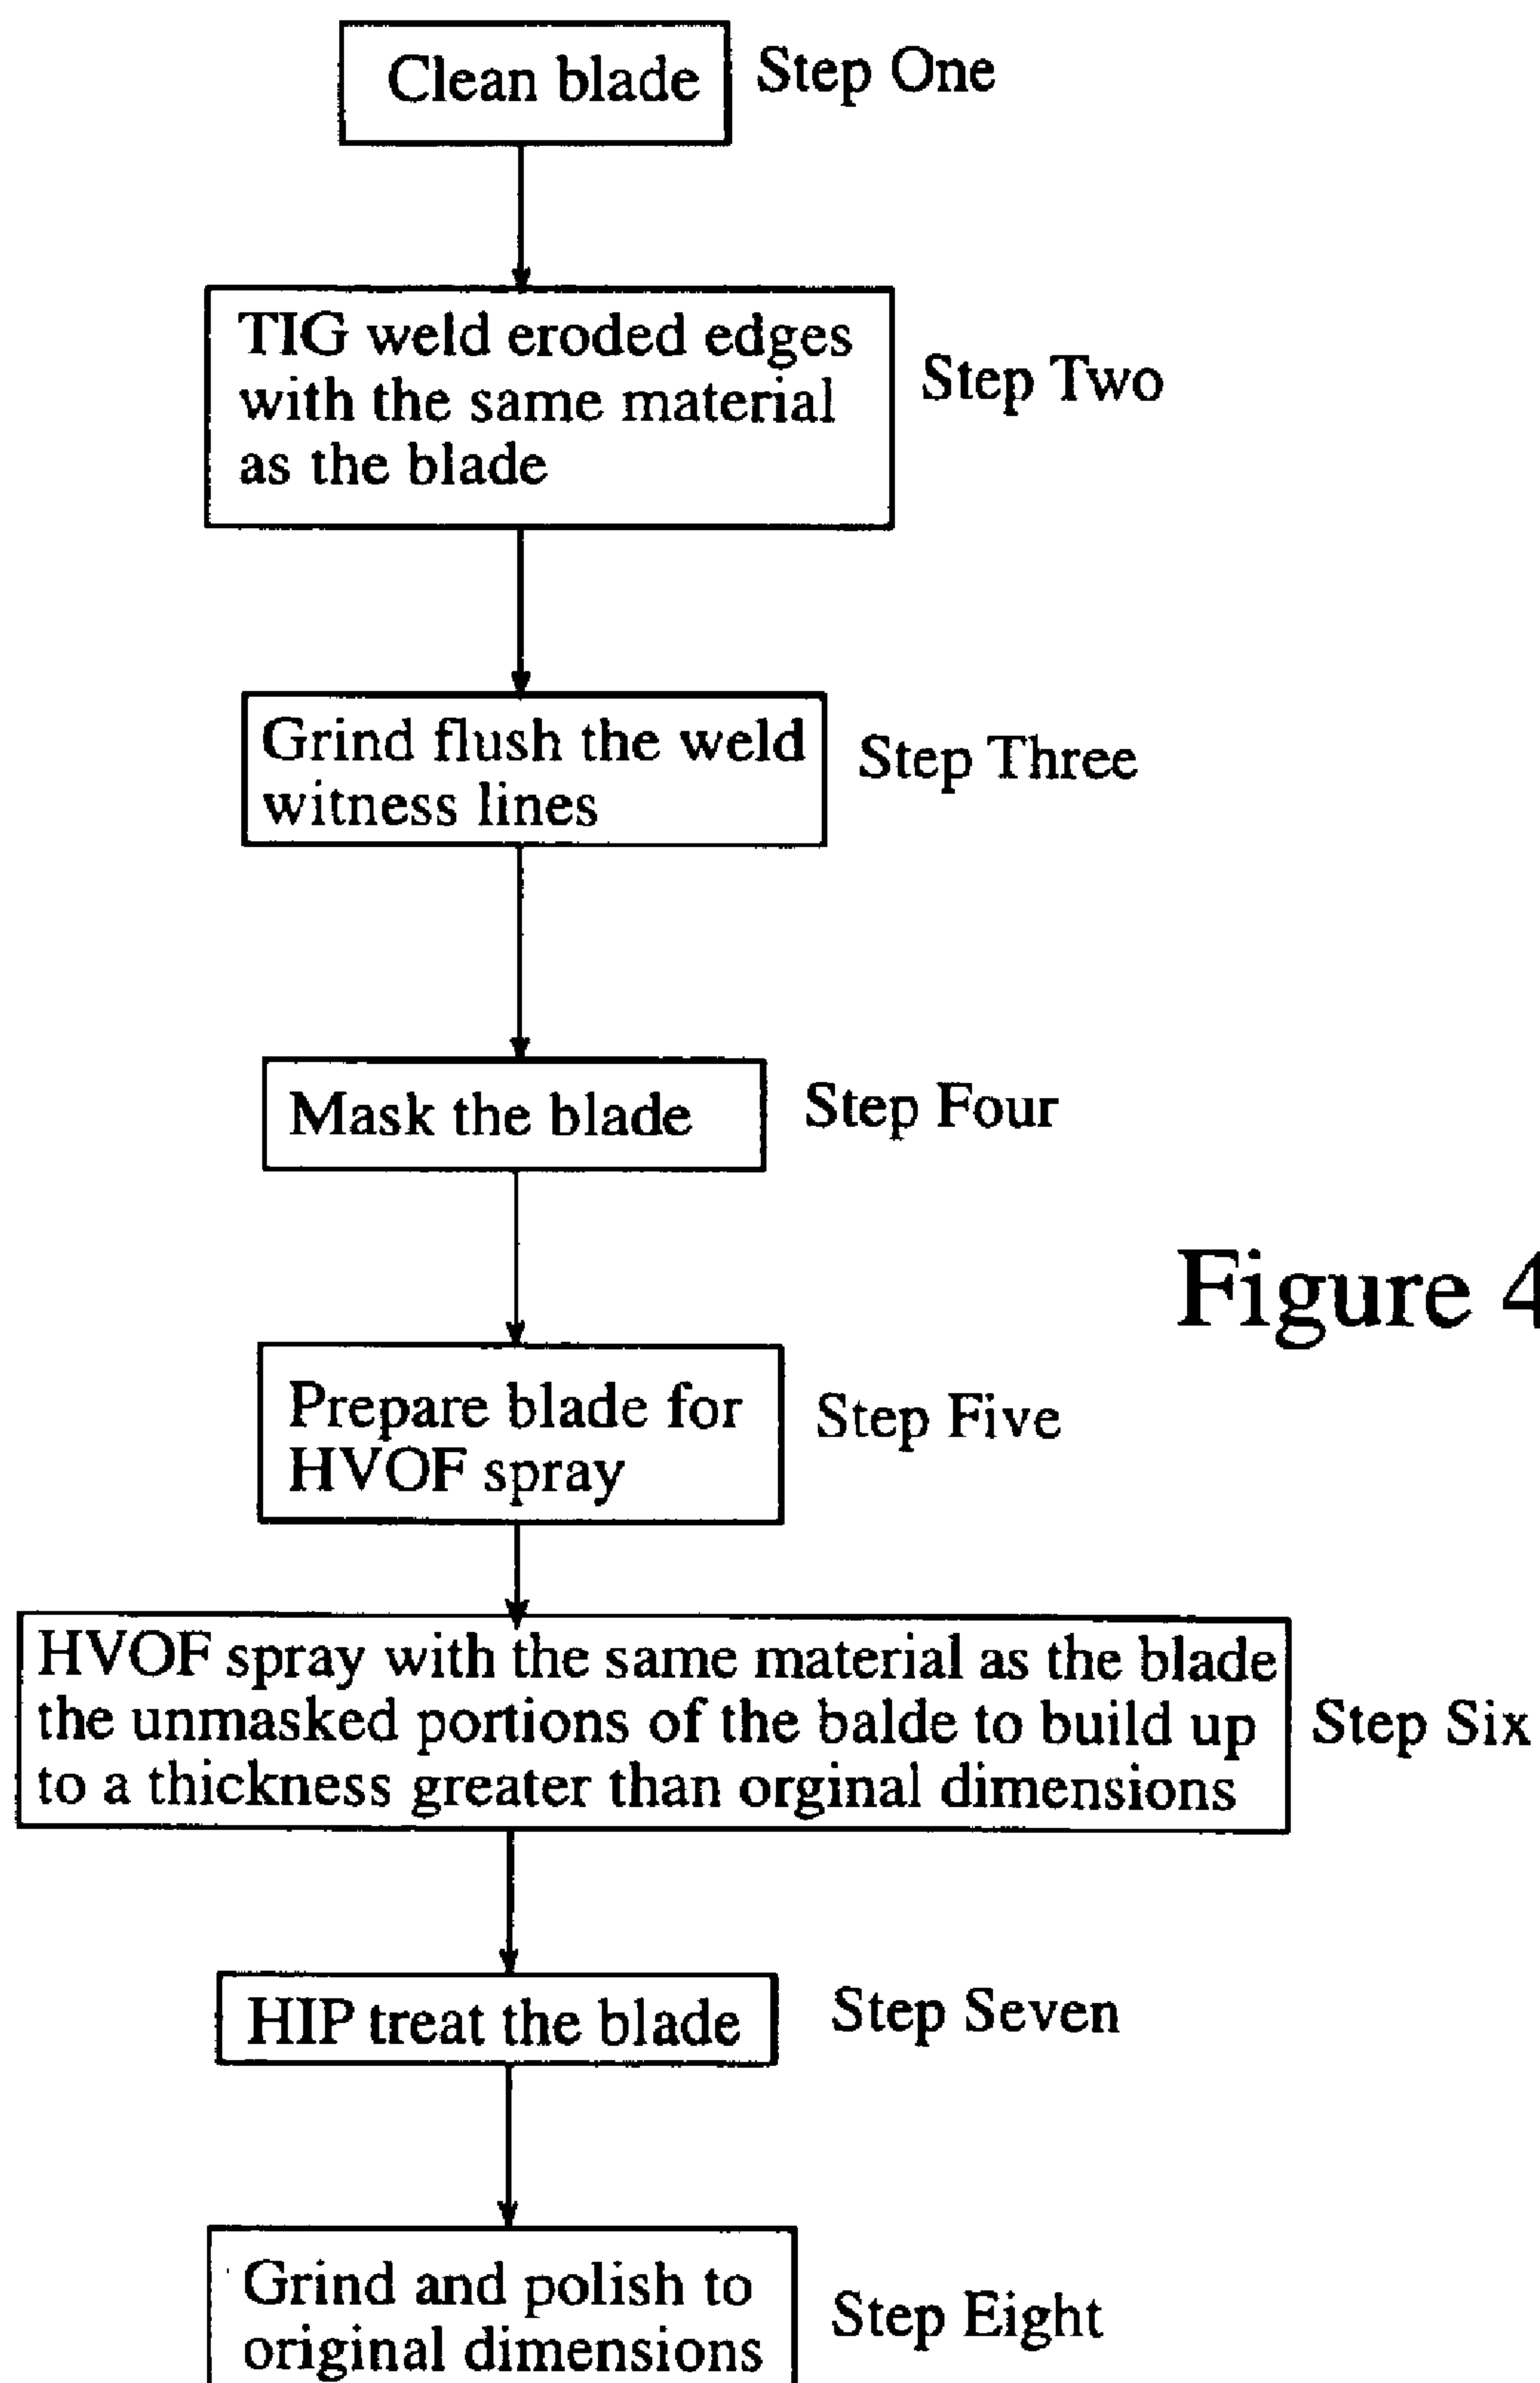 Clean blade
Step One
TIG weld eroded edges
with the same material
as the blade
Step Two
Grind flush the weld
witness lines
Step Three
Mask the blade
Step Four
Figure 4
Prepare blade for
HVOF spray
Step Five
HVOF spray with the same material as the blade
the unmasked portions of the balde to build up
to a thickness greater than orginal dimensions
Step Six
HIP treat the blade
Step Seven
Grind and polish to
original dimensions
Step Eight